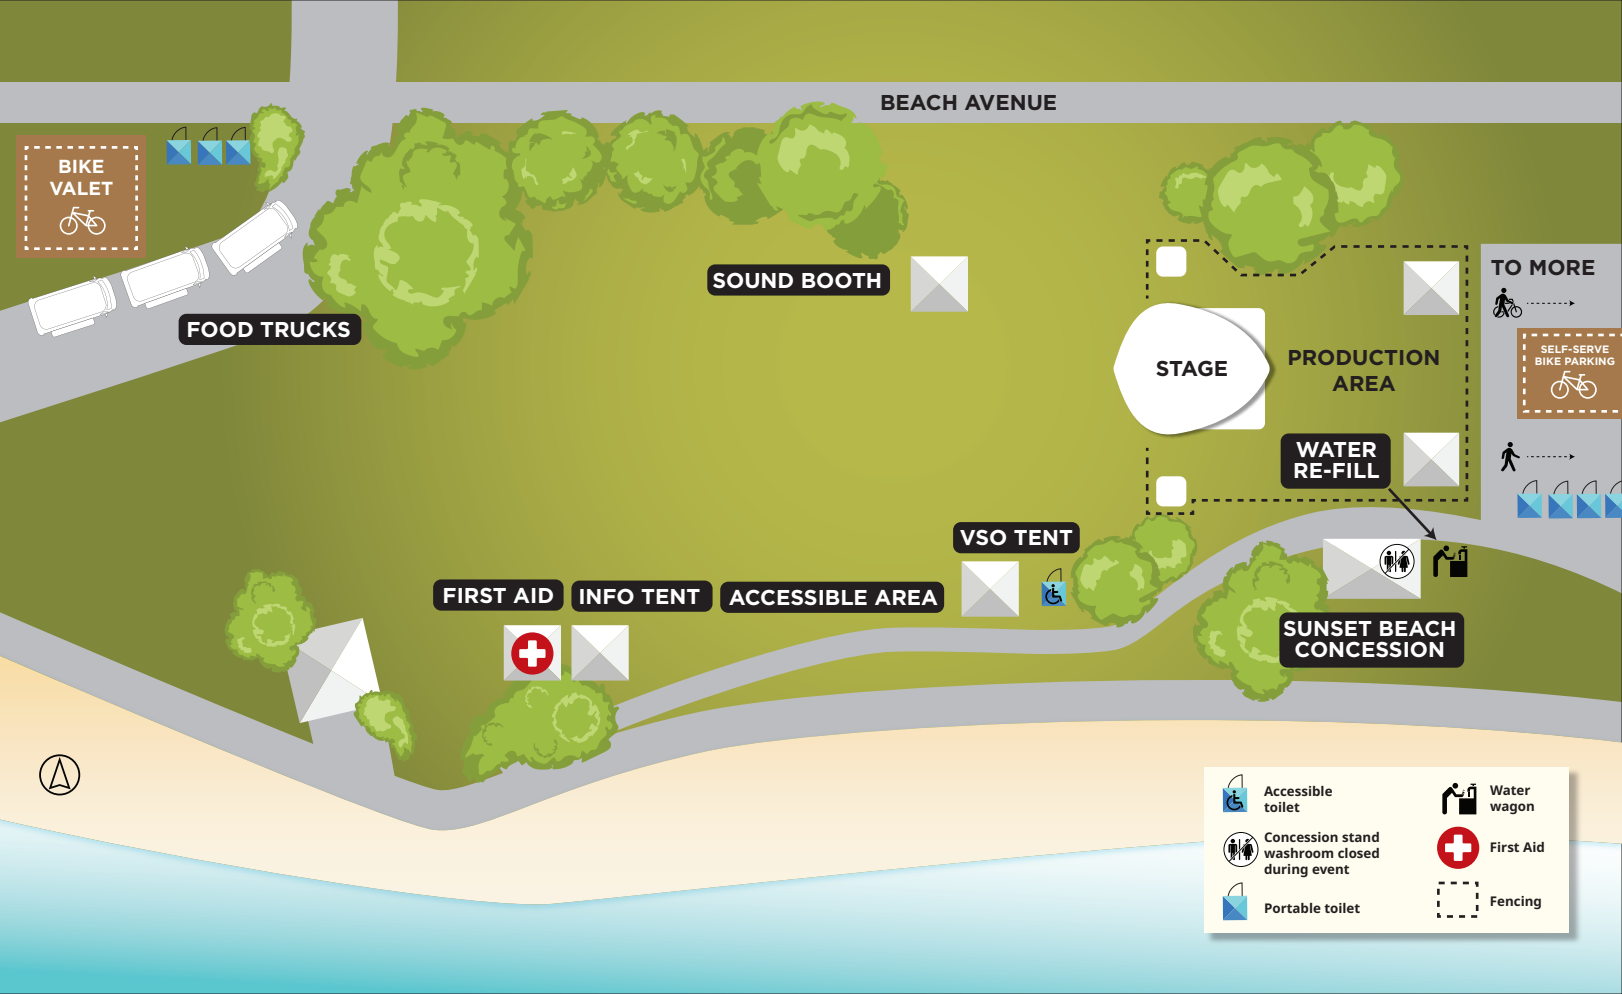 BEACH AVENUE
BIKE
VALET
FOOD TRUCKS
SOUND BOOTH
STAGE
PRODUCTION
AREA
TO MORE
SELF-SERVE
BIKE PARKING
WATER
RE-FILL
VSO TENT
FIRST AID
INFO TENT
ACCESSIBLE AREA
SUNSET BEACH
CONCESSION
Accessible
toilet
Concession stand
washroom closed
during event
Portable toilet
Water
wagon
First Aid
Fencing